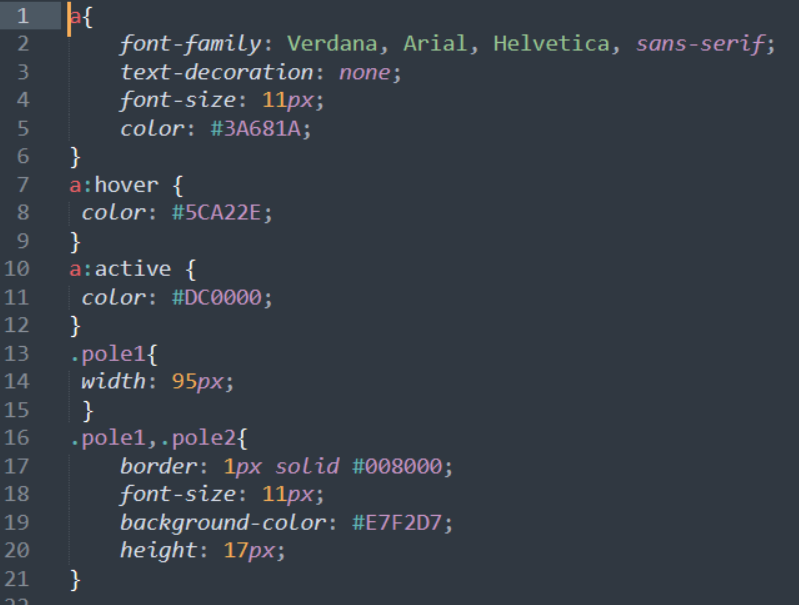 1 a{
2 font-family: Verdana, Arial, Helvetica, sans-serif;
3 text-decoration: none;
4 font-size: 11px;
5 color: #3A681A;
6 }
7 a:hover {
8 color: #5CA22E;
9 }
10 a:active {
11 color: #DC0000;
12 }
13 .pole1{
14 width: 95px;
15 }
16 .pole1,.pole2{
17 border: 1px solid #008000;
18 font-size: 11px;
19 background-color: #E7F2D7;
20 height: 17px;
21 }
22